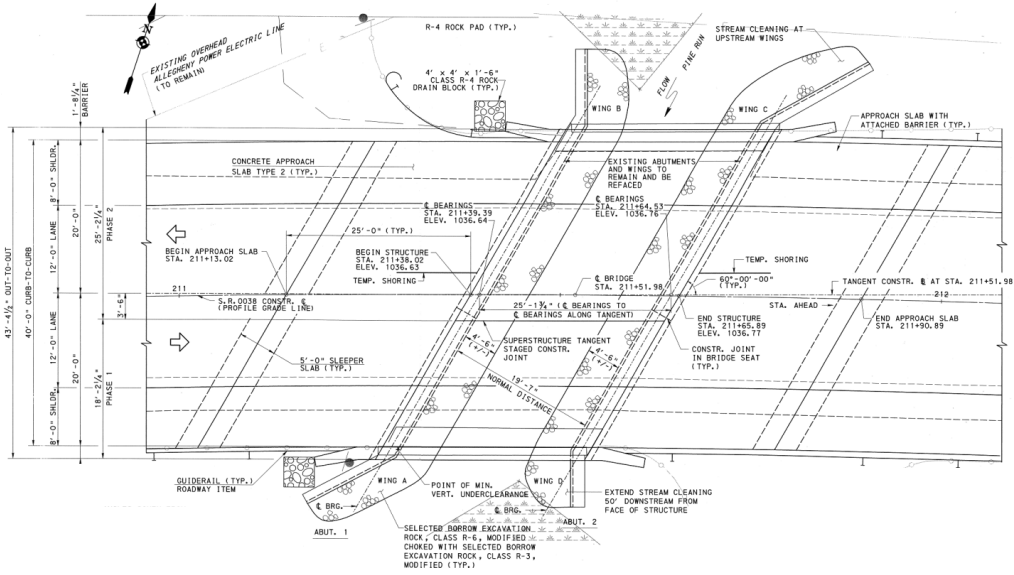 N
EXISTING OVERHEAD
ALLEGHENY POWER ELECTRIC LINE
(TO REMAIN)
R-4 ROCK PAD (TYP.)
4' x 4' x 1'-6"
CLASS R-4 ROCK
DRAIN BLOCK (TYP.)
WING B
FLOW
PINE RUN
STREAM CLEANING AT
UPSTREAM WINGS
WING C
APPROACH SLAB WITH
ATTACHED BARRIER (TYP.)
1'-8¼"
BARRIER
43'-4½" OUT-TO-OUT
40'-0" CURB-TO-CURB
8'-0" SHLDR.
12'-0" LANE
12'-0" LANE
8'-0" SHLDR.
20'-0"
20'-0"
25'-2¼"
PHASE 2
3'-6"
18'-2¼"
PHASE 1
CONCRETE APPROACH
SLAB TYPE 2 (TYP.)
EXISTING ABUTMENTS
AND WINGS TO
REMAIN AND BE
REFACED
℄ BEARINGS
STA. 211+39.39
ELEV. 1036.64
℄ BEARINGS
STA. 211+64.53
ELEV. 1036.76
25'-0" (TYP.)
BEGIN APPROACH SLAB
STA. 211+13.02
BEGIN STRUCTURE
STA. 211+38.02
ELEV. 1036.63
TEMP. SHORING
TEMP. SHORING
℄ BRIDGE
STA. 211+51.98
60°-00'-00"
(TYP.)
TANGENT CONSTR. ℄ AT STA. 211+51.98
211
212
S.R.0038 CONSTR. ℄
(PROFILE GRADE LINE)
25'-1¾" (℄ BEARINGS TO
℄ BEARINGS ALONG TANGENT)
STA. AHEAD
END STRUCTURE
STA. 211+65.89
ELEV. 1036.77
END APPROACH SLAB
STA. 211+90.89
SUPERSTRUCTURE TANGENT
STAGED CONSTR.
JOINT
CONSTR. JOINT
IN BRIDGE SEAT
(TYP.)
4'-6"
(+/-)
4'-6"
(+/-)
19'-7"
NORMAL DISTANCE
5'-0" SLEEPER
SLAB (TYP.)
GUIDERAIL (TYP.)
ROADWAY ITEM
WING A
POINT OF MIN.
VERT. UNDERCLEARANCE
WING D
EXTEND STREAM CLEANING
50' DOWNSTREAM FROM
FACE OF STRUCTURE
℄ BRG.
℄ BRG.
ABUT. 1
ABUT. 2
SELECTED BORROW EXCAVATION
ROCK, CLASS R-6, MODIFIED
CHOKED WITH SELECTED BORROW
EXCAVATION ROCK, CLASS R-3,
MODIFIED (TYP.)